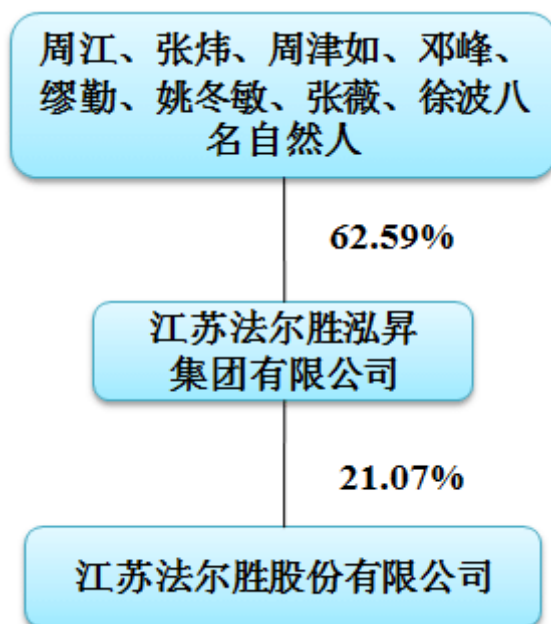 周江、张炜、周津如、邓峰、
缪勤、姚冬敏、张薇、徐波八
名自然人
62.59%
江苏法尔胜泓昇
集团有限公司
21.07%
江苏法尔胜股份有限公司